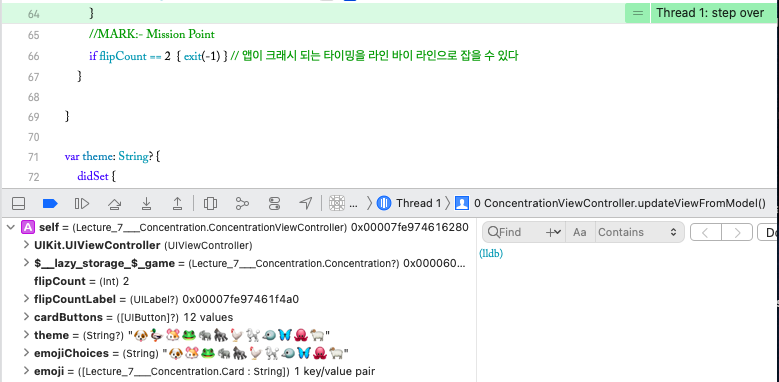 64 }
= Thread 1: step over
65 //MARK:- Mission Point
66 if flipCount == 2 { exit(-1) } // 앱이 크래시 되는 타이밍을 라인 바이 라인으로 잡을 수 있다
67 }
68
69 }
70
71 var theme: String? {
72 didSet {
Thread 1 0 ConcentrationViewController.updateViewFromModel()
A self = (Lecture_7___Concentration.ConcentrationViewController) 0x00007fe974616280
UIKit.UIViewController (UIViewController)
$__lazy_storage_$_game = (Lecture_7___Concentration.Concentration?) 0x000060...
flipCount = (Int) 2
flipCountLabel = (UILabel?) 0x00007fe97461f4a0
cardButtons = ([UIButton]?) 12 values
theme = (String?) "🐶🦆🐹🐸🐘🦍🐓🐒🐟🦋🐙🐑"
emojiChoices = (String) "🐶🐹🐸🐘🦍🐓🐒🐟🦋🐙🐑"
emoji = ([Lecture_7___Concentration.Card : String]) 1 key/value pair
Find Aa Contains Do
(lldb)